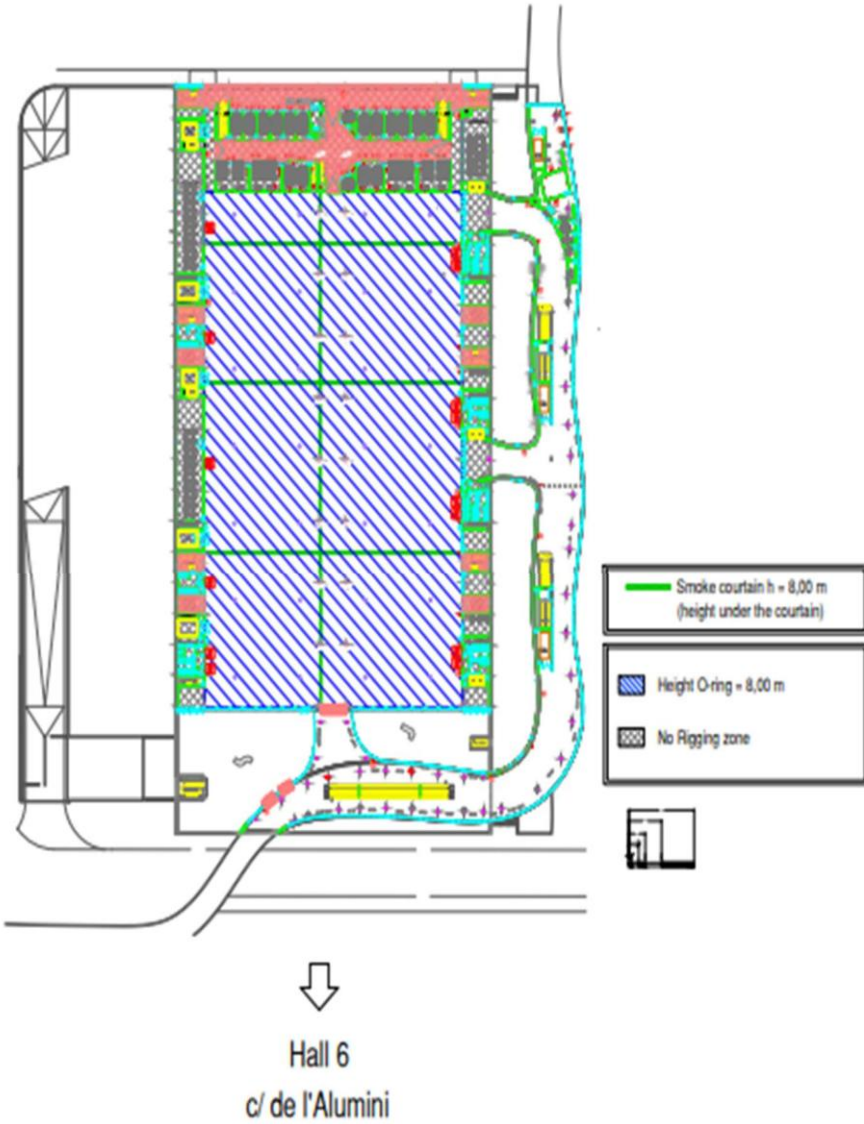 Smoke courtain h = 8,00 m
(height under the courtain)
Height O-ring = 8,00 m
No Rigging zone
Hall 6
c/ de l'Alumini